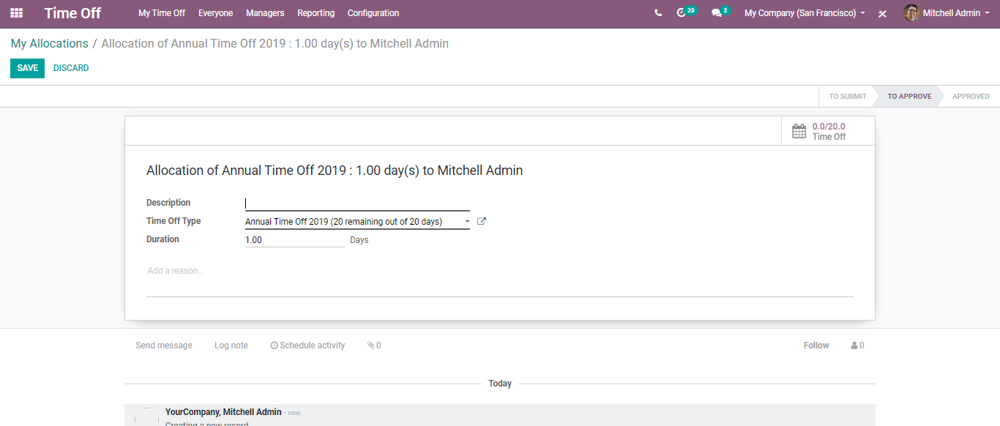 Time Off My Time Off Everyone Managers Reporting Configuration 23 2 My Company (San Francisco) Mitchell Admin
My Allocations / Allocation of Annual Time Off 2019 : 1.00 day(s) to Mitchell Admin
SAVE DISCARD
TO SUBMIT TO APPROVE APPROVED
0.0/20.0
Time Off
Allocation of Annual Time Off 2019 : 1.00 day(s) to Mitchell Admin
Description
Time Off Type Annual Time Off 2019 (20 remaining out of 20 days)
Duration 1.00 Days
Add a reason...
Send message Log note Schedule activity 0 Follow 0
Today
YourCompany, Mitchell Admin - now
Creating a new record